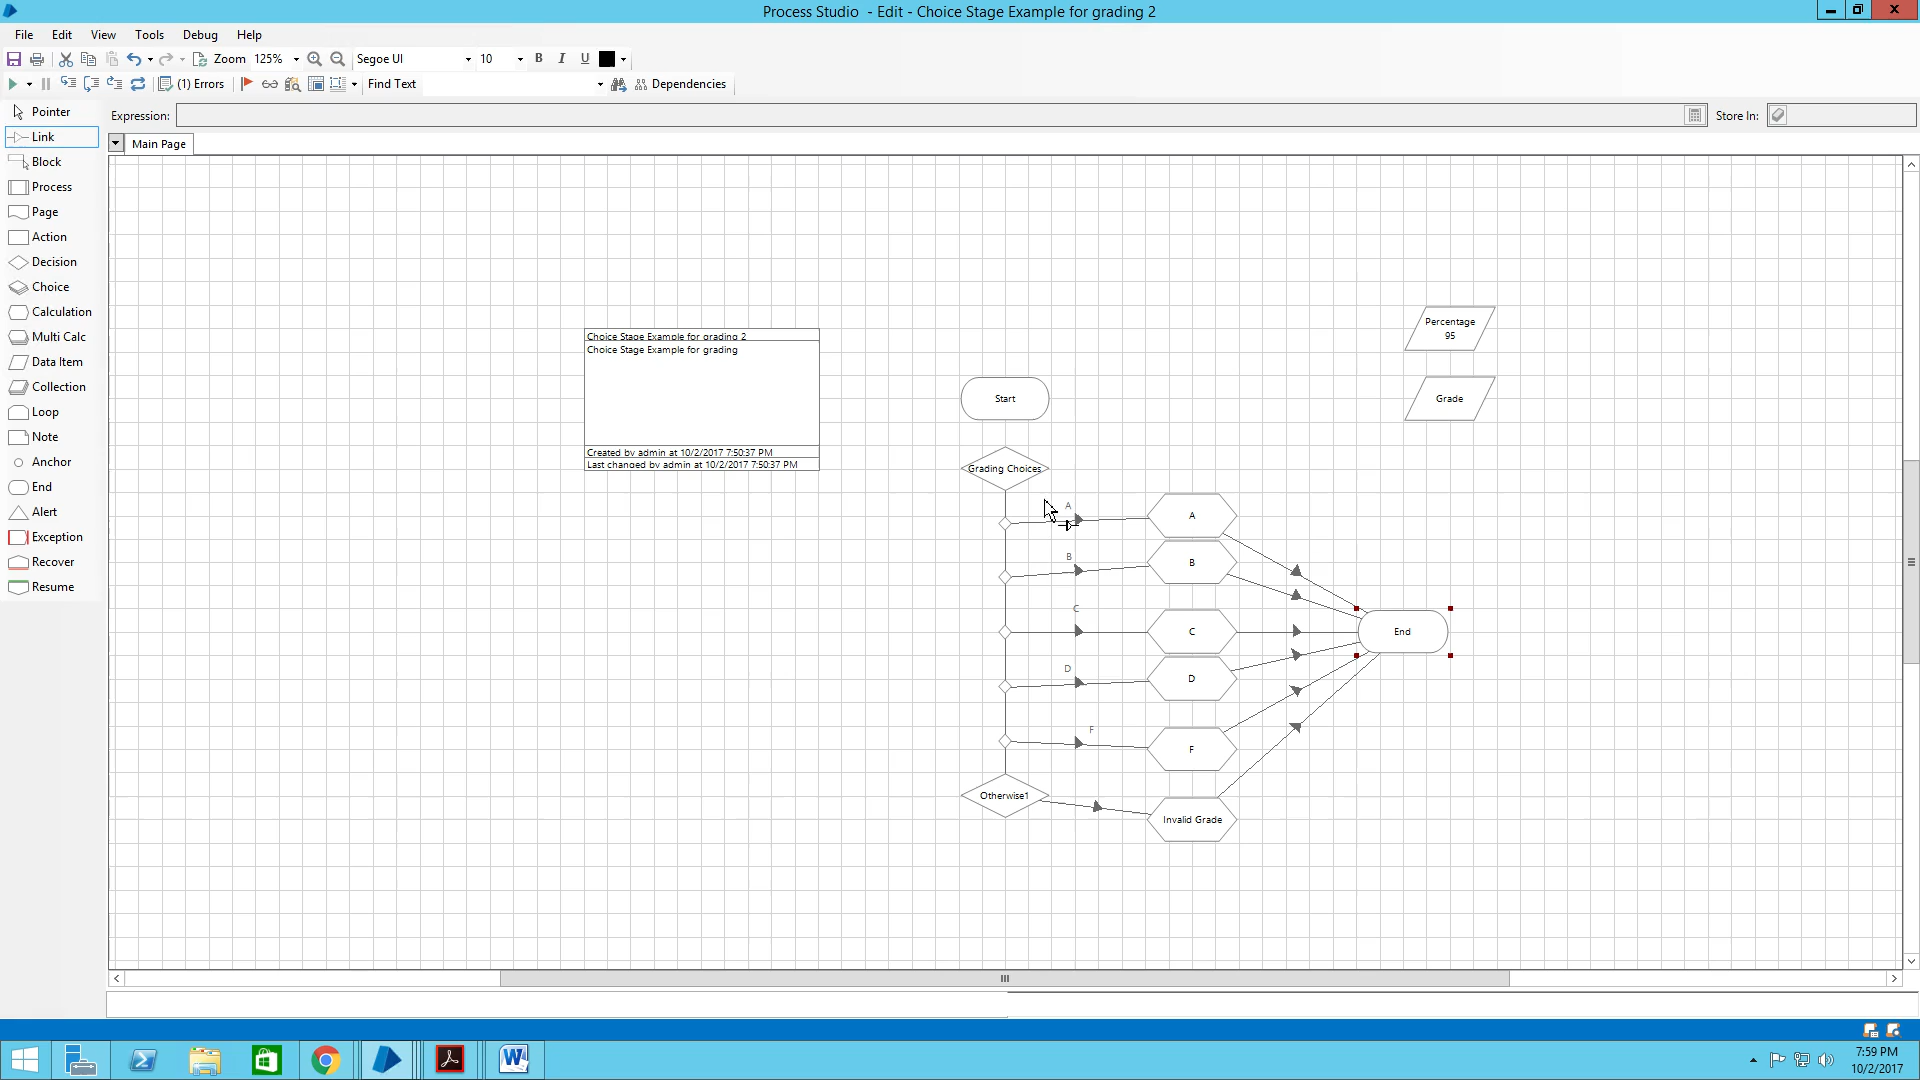 Process Studio - Edit - Choice Stage Example for grading 2
File Edit View Tools Debug Help
Zoom 125% Segoe UI 10 B I U
(1) Errors Find Text Dependencies
Pointer
Link
Block
Process
Page
Action
Decision
Choice
Calculation
Multi Calc
Data Item
Collection
Loop
Note
Anchor
End
Alert
Exception
Recover
Resume
Expression: Store In:
Main Page
Choice Stage Example for grading 2
Choice Stage Example for grading
Created by admin at 10/2/2017 7:50:37 PM
Last changed by admin at 10/2/2017 7:50:37 PM
Percentage
95
Start
Grade
Grading Choices
A
A
B
B
C
C
End
D
D
F
F
Otherwise1
Invalid Grade
7:59 PM
10/2/2017